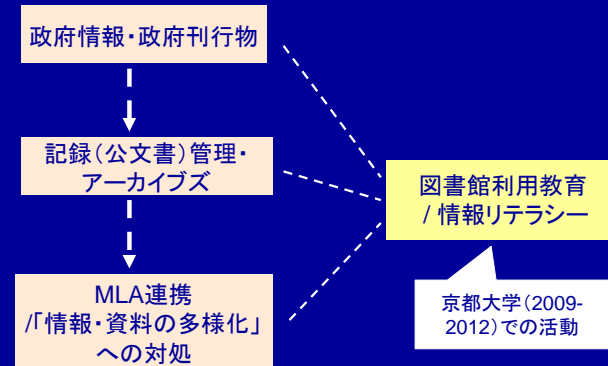 政府情報・政府刊行物
記録（公文書）管理・
アーカイブズ
図書館利用教育
/ 情報リテラシー
MLA連携
/「情報・資料の多様化」
への対処
京都大学（2009-
2012）での活動